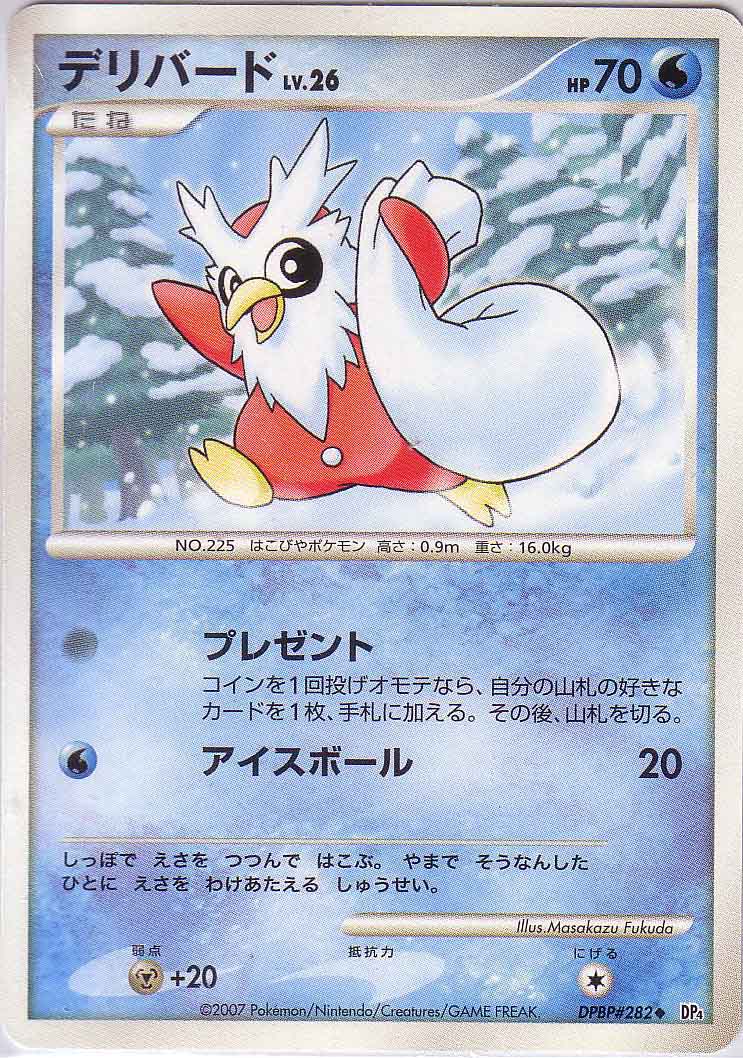 デリバード LV.26 HP 70
たね
NO.225 はこびやポケモン 高さ:0.9m 重さ:16.0kg
プレゼント
コインを1回投げオモテなら、自分の山札の好きな
カードを1枚、手札に加える。その後、山札を切る。
アイスボール 20
しっぽで えさを つつんで はこぶ。 やまで そうなんした
ひとに えさを わけあたえる しゅうせい。
Illus.Masakazu Fukuda
弱点 抵抗力 にげる
+20
©2007 Pokémon/Nintendo/Creatures/GAME FREAK. DPBP#282◆ DP4